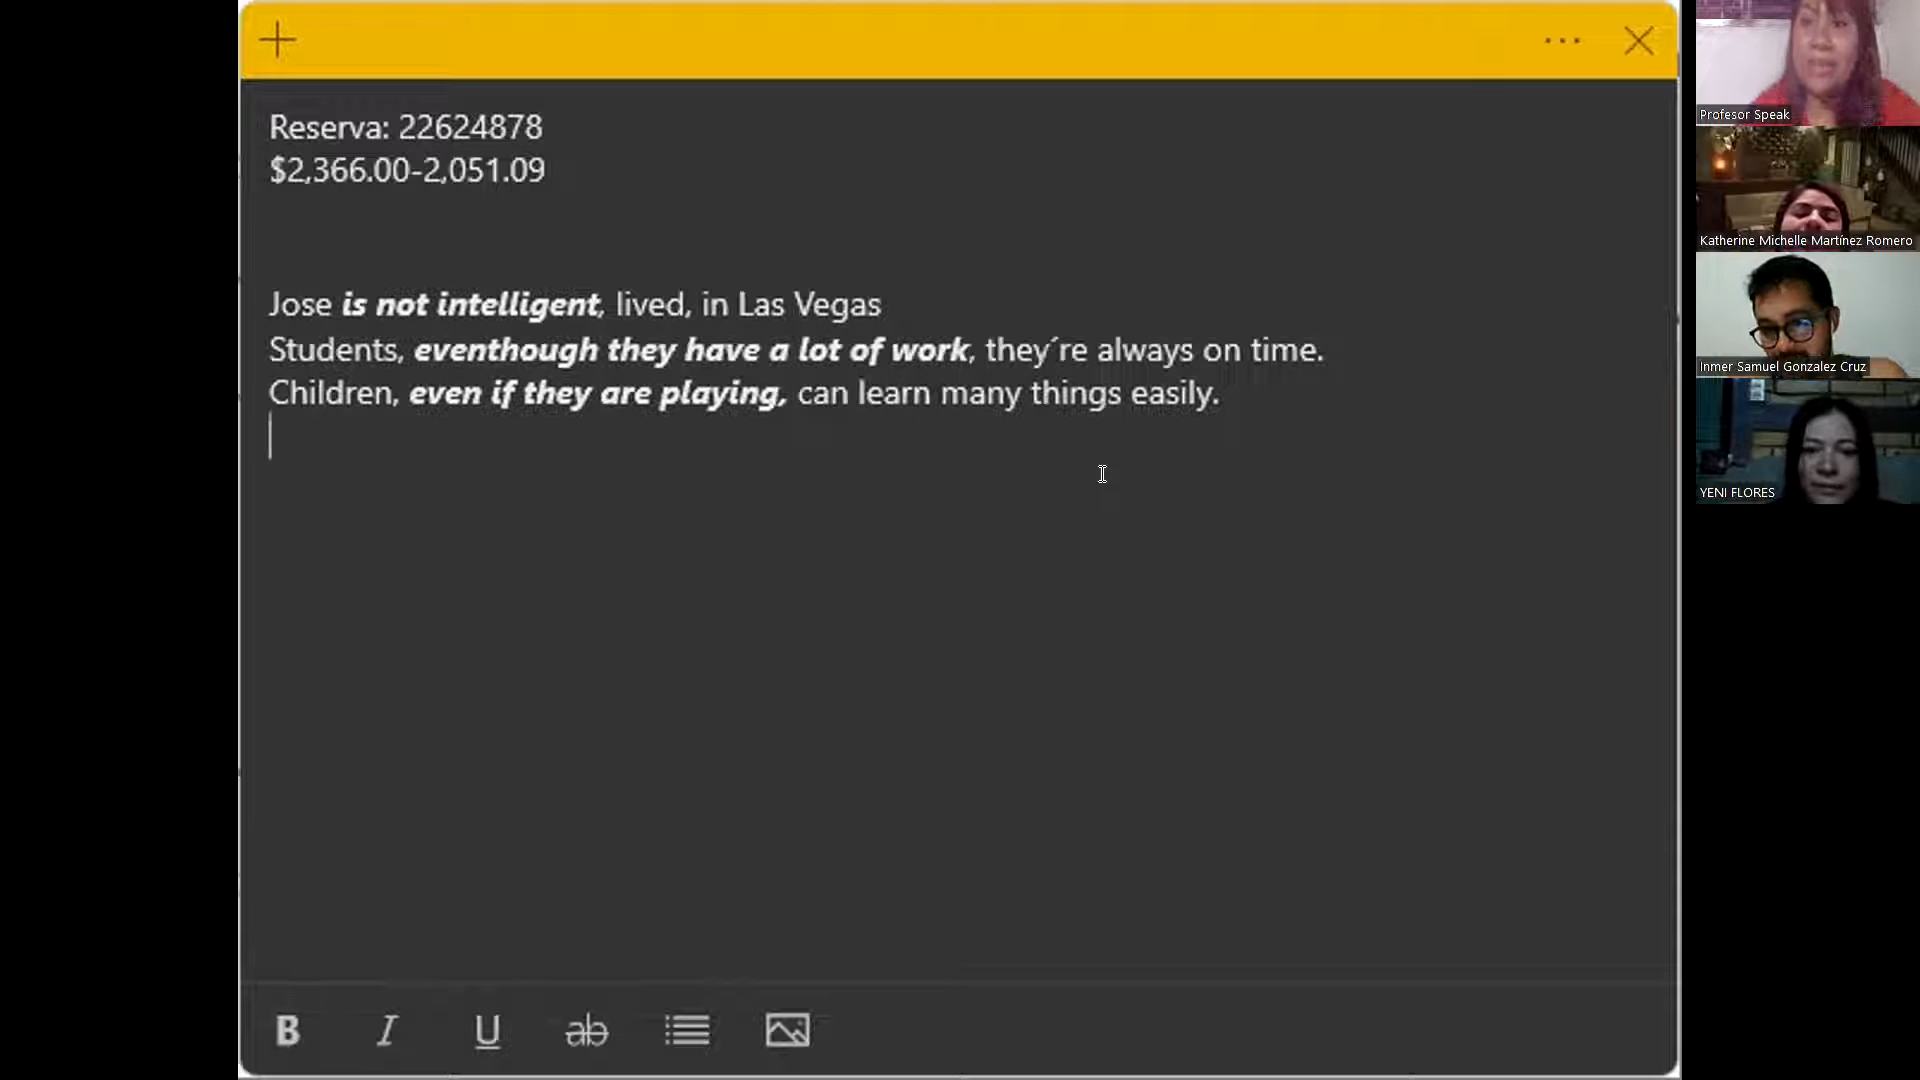 Reserva: 22624878
$2,366.00-2,051.09
Jose is not intelligent, lived, in Las Vegas
Students, eventhough they have a lot of work, they´re always on time.
Children, even if they are playing, can learn many things easily.
B I U ab
Profesor Speak
Katherine Michelle Martínez Romero
Inmer Samuel Gonzalez Cruz
YENI FLORES